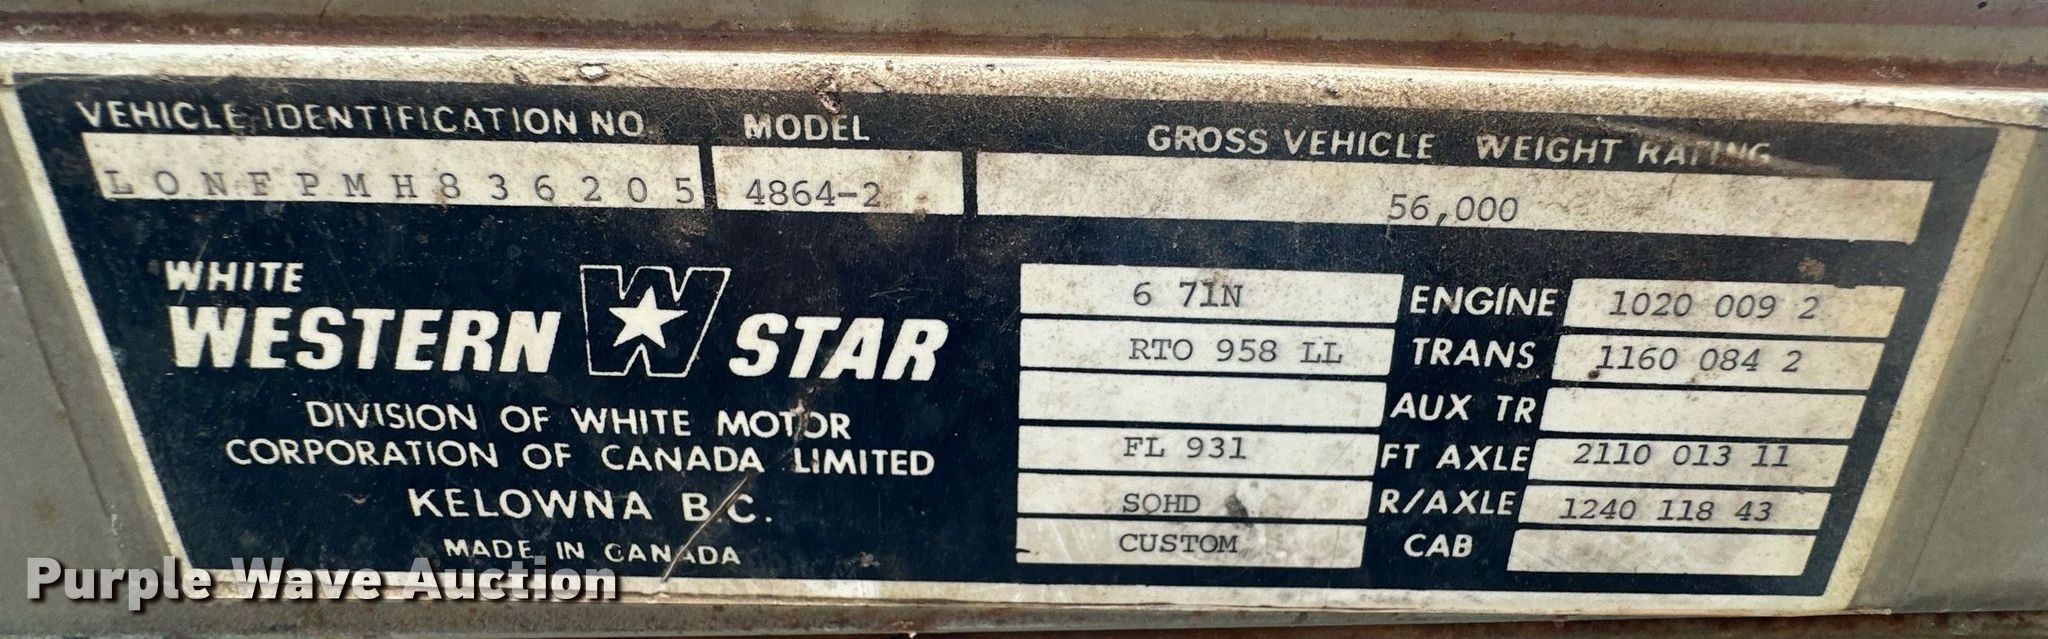 VEHICLE IDENTIFICATION NO. MODEL GROSS VEHICLE WEIGHT RATING
LONFPMH836205 4864-2 56,000
WHITE
WESTERN W STAR
DIVISION OF WHITE MOTOR
CORPORATION OF CANADA LIMITED
KELOWNA B.C.
MADE IN CANADA
6 71N ENGINE 1020 009 2
RTO 958 LL TRANS 1160 084 2
AUX TR
FL 931 FT AXLE 2110 013 11
SQHD R/AXLE 1240 118 43
CUSTOM CAB
Purple Wave Auction